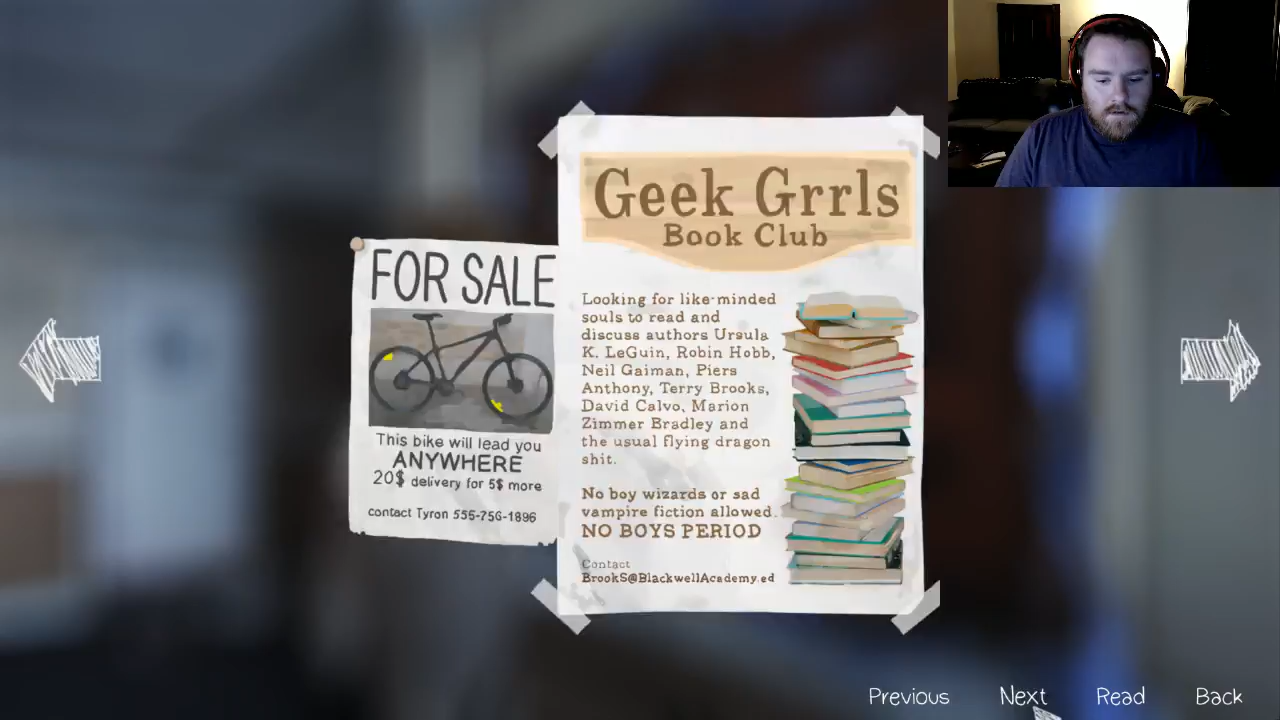 FOR SALE
This bike will lead you
ANYWHERE
20$ delivery for 5$ more
contact Tyron 555-756-1896
Geek Grrls
Book Club
Looking for like-minded
souls to read and
discuss authors Ursula
K. LeGuin, Robin Hobb,
Neil Gaiman, Piers
Anthony, Terry Brooks,
David Calvo, Marion
Zimmer Bradley and
the usual flying dragon
shit.
No boy wizards or sad
vampire fiction allowed.
NO BOYS PERIOD
Contact
BrookS@BlackwellAcademy.ed
Previous Next Read Back